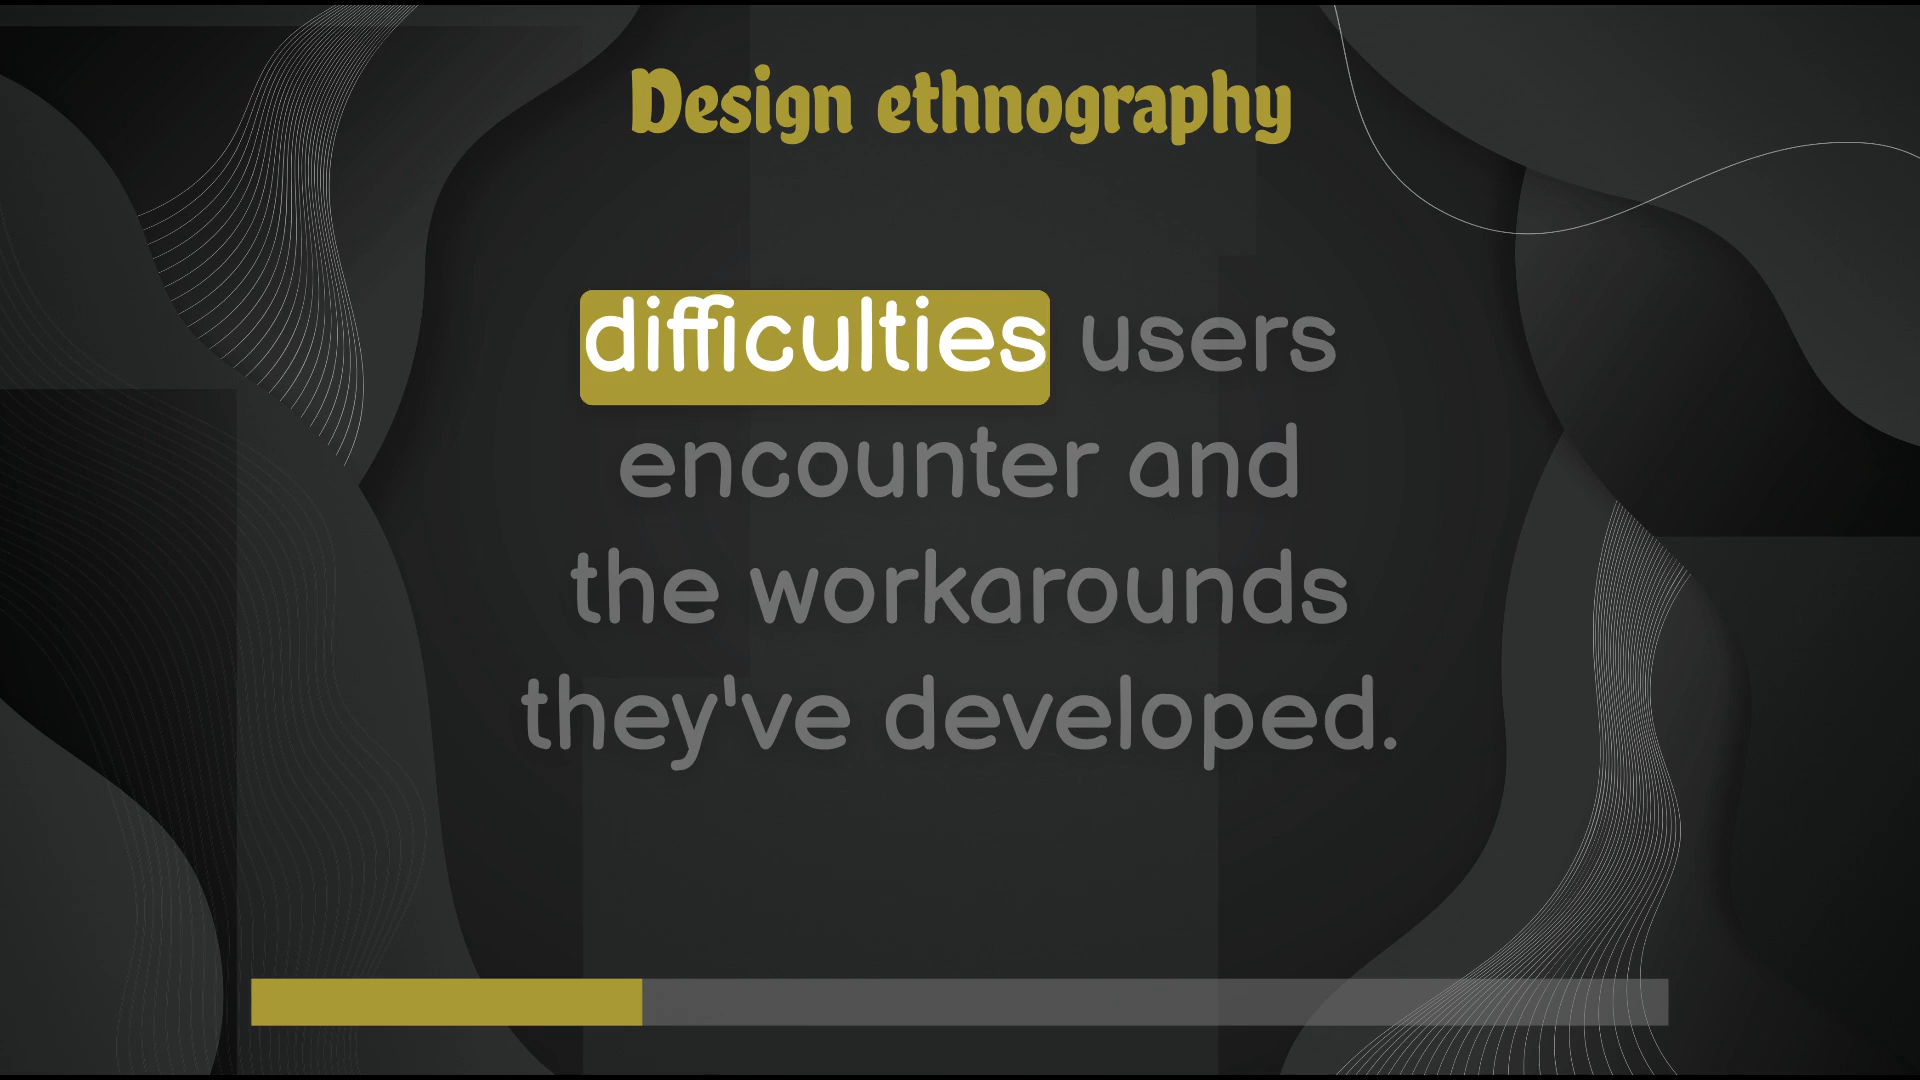 Design ethnography
difficulties users
encounter and
the workarounds
they've developed.